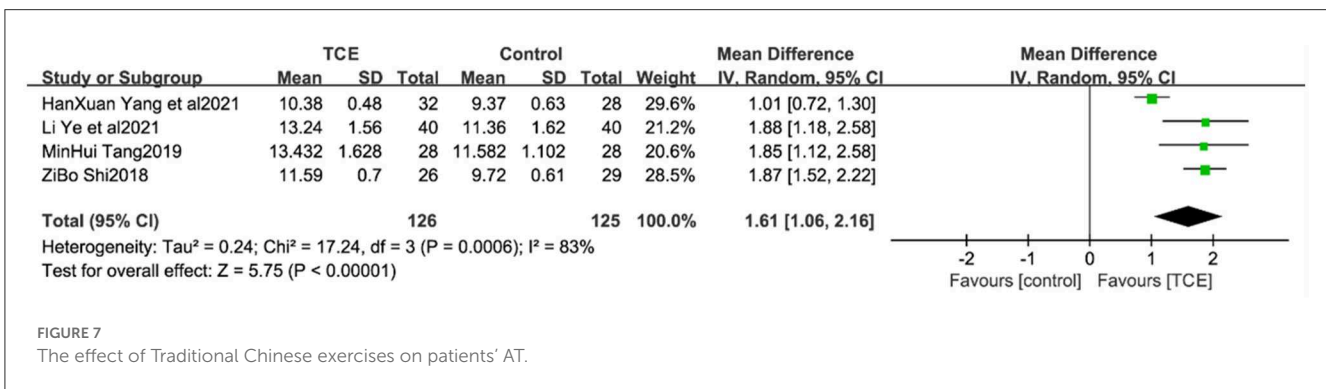 TCE Control Mean Difference Mean Difference
Study or Subgroup Mean SD Total Mean SD Total Weight IV, Random, 95% CI IV, Random, 95% CI
HanXuan Yang et al2021 10.38 0.48 32 9.37 0.63 28 29.6% 1.01 [0.72, 1.30]
Li Ye et al2021 13.24 1.56 40 11.36 1.62 40 21.2% 1.88 [1.18, 2.58]
MinHui Tang2019 13.432 1.628 28 11.582 1.102 28 20.6% 1.85 [1.12, 2.58]
ZiBo Shi2018 11.59 0.7 26 9.72 0.61 29 28.5% 1.87 [1.52, 2.22]
Total (95% CI) 126 125 100.0% 1.61 [1.06, 2.16]
Heterogeneity: Tau² = 0.24; Chi² = 17.24, df = 3 (P = 0.0006); I² = 83%
Test for overall effect: Z = 5.75 (P < 0.00001)
-2 -1 0 1 2
Favours [control] Favours [TCE]
FIGURE 7
The effect of Traditional Chinese exercises on patients' AT.